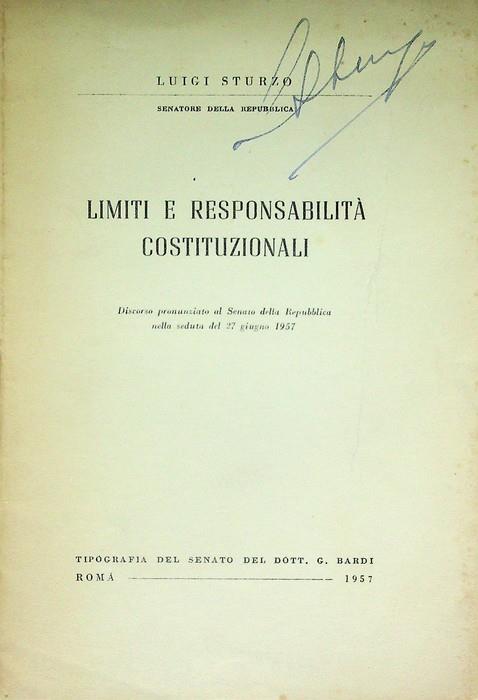 LUIGI STURZO
SENATORE DELLA REPUBBLICA
LIMITI E RESPONSABILITÀ
COSTITUZIONALI
Discorso pronunziato al Senato della Repubblica
nella seduta del 27 giugno 1957
TIPOGRAFIA DEL SENATO DEL DOTT. G. BARDI
ROMA 1957